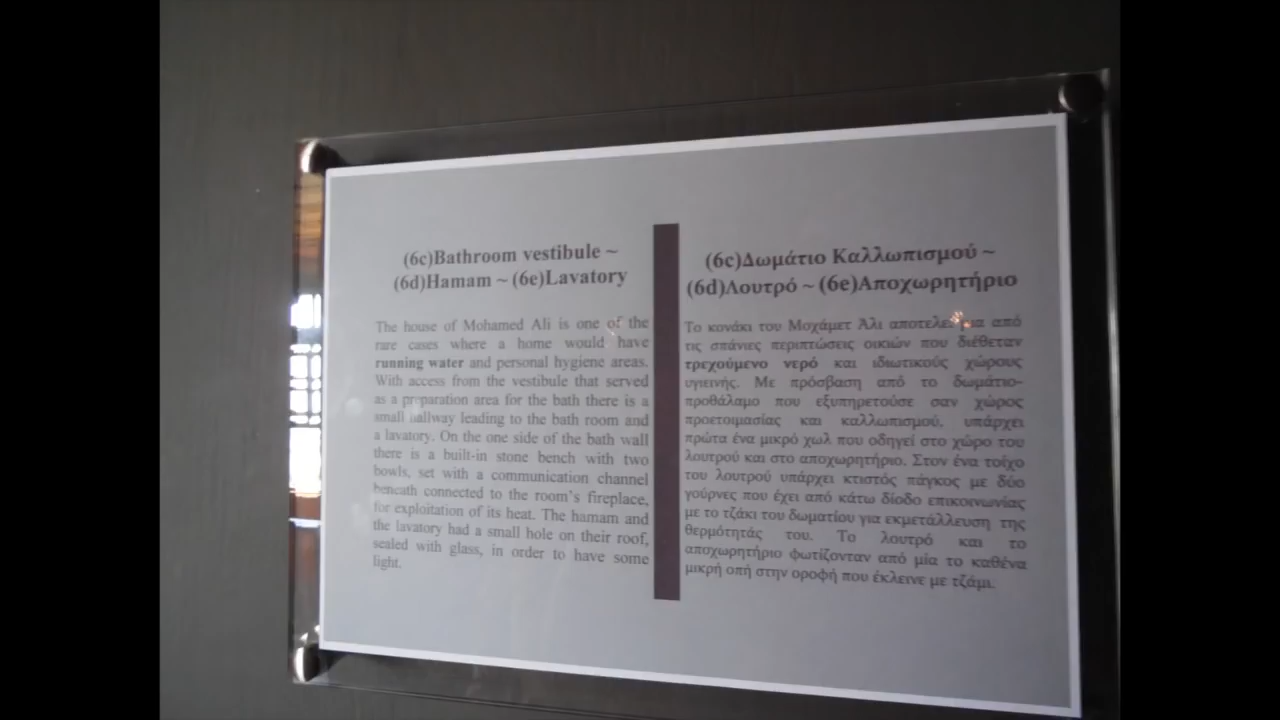 (6c)Bathroom vestibule ~
(6d)Hamam ~ (6e)Lavatory
The house of Mohamed Ali is one of the
rare cases where a home would have
running water and personal hygiene areas.
With access from the vestibule that served
as a preparation area for the bath there is a
small hallway leading to the bath room and
a lavatory. On the one side of the bath wall
there is a built-in stone bench with two
bowls, set with a communication channel
beneath connected to the room's fireplace,
for exploitation of its heat. The hamam and
the lavatory had a small hole on their roof,
sealed with glass, in order to have some
light.
(6c)Δωμάτιο Καλλωπισμού ~
(6d)Λουτρό ~ (6e)Αποχωρητήριο
Το κονάκι του Μοχάμετ Άλι αποτελεί μια από
τις σπάνιες περιπτώσεις οικιών που διέθεταν
τρεχούμενο νερό και ιδιωτικούς χώρους
υγιεινής. Με πρόσβαση από το δωμάτιο-
προθάλαμο που εξυπηρετούσε σαν χώρος
προετοιμασίας και καλλωπισμού, υπάρχει
πρώτα ένα μικρό χωλ που οδηγεί στο χώρο του
λουτρού και στο αποχωρητήριο. Στον ένα τοίχο
του λουτρού υπάρχει κτιστός πάγκος με δύο
γούρνες που έχει από κάτω δίοδο επικοινωνίας
με το τζάκι του δωματίου για εκμετάλλευση της
θερμότητάς του. Το λουτρό και το
αποχωρητήριο φωτίζονταν από μία το καθένα
μικρή οπή στην οροφή που έκλεινε με τζάμι.